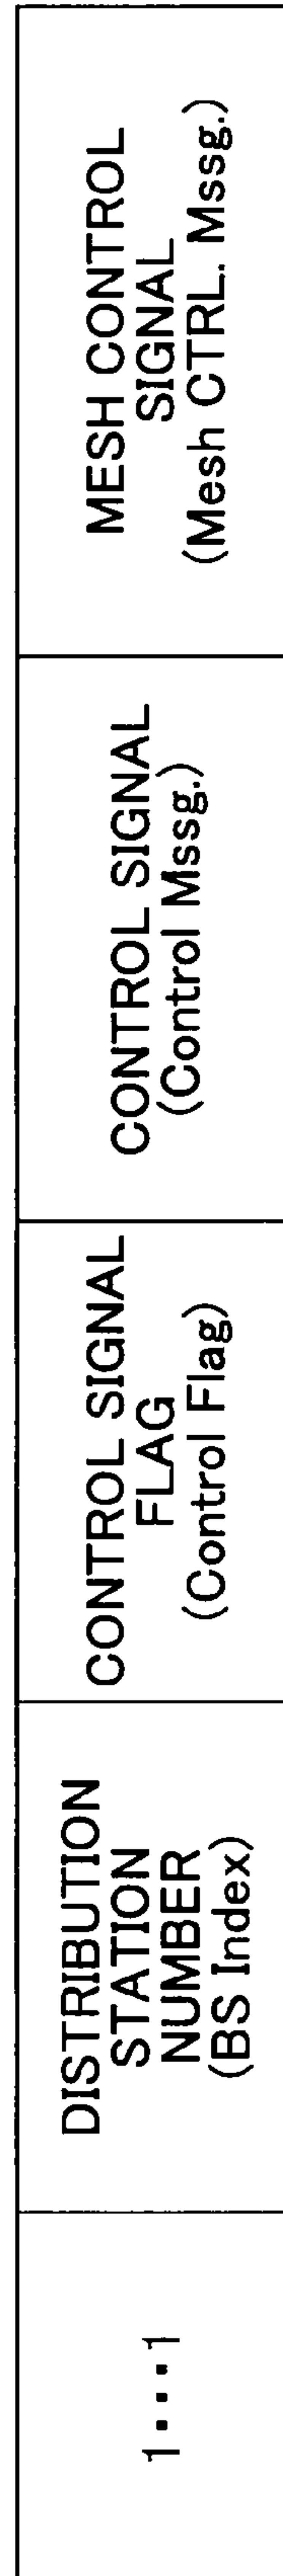 1 ▪ ▪ ▪ 1
DISTRIBUTION
STATION
NUMBER
(BS Index)
CONTROL SIGNAL
FLAG
(Control Flag)
CONTROL SIGNAL
(Control Mssg.)
MESH CONTROL
SIGNAL
(Mesh CTRL. Mssg.)